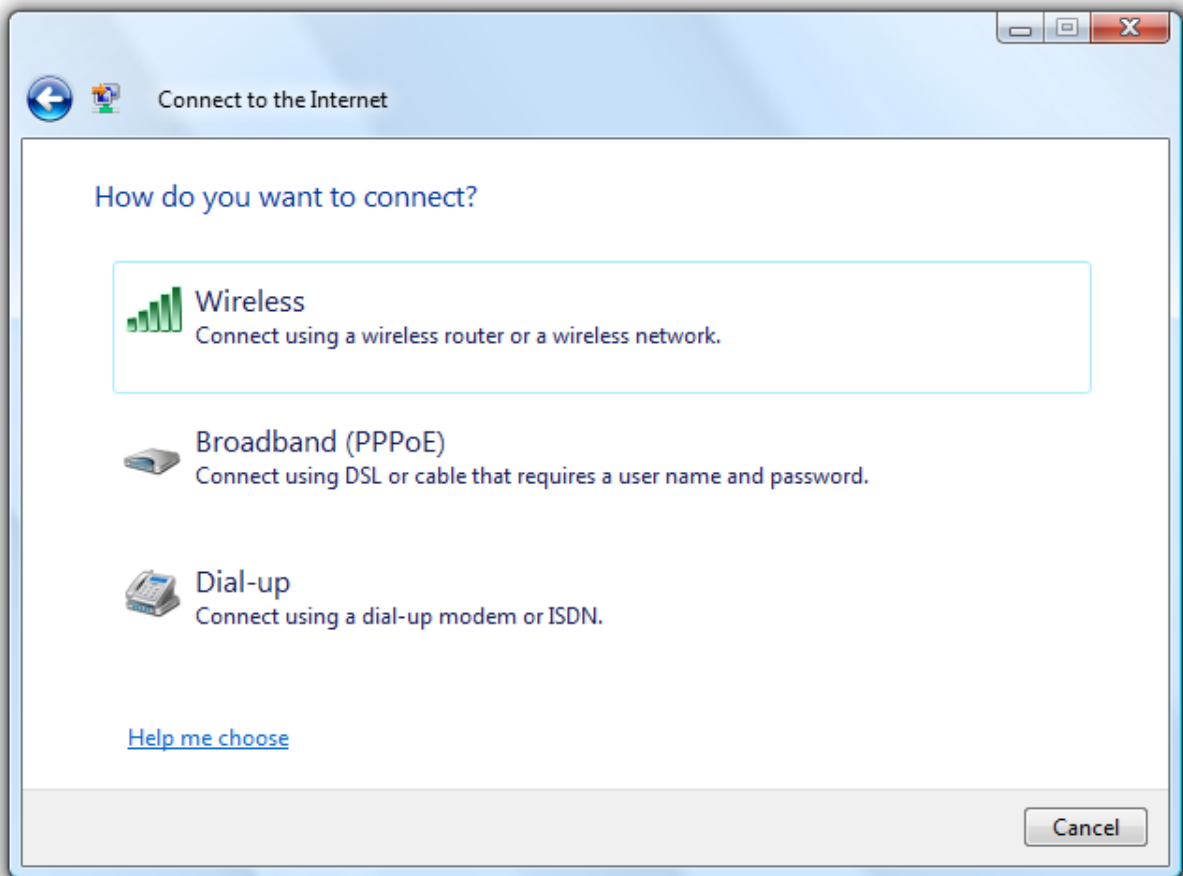 Connect to the Internet
How do you want to connect?
Wireless
Connect using a wireless router or a wireless network.
Broadband (PPPoE)
Connect using DSL or cable that requires a user name and password.
Dial-up
Connect using a dial-up modem or ISDN.
Help me choose
Cancel